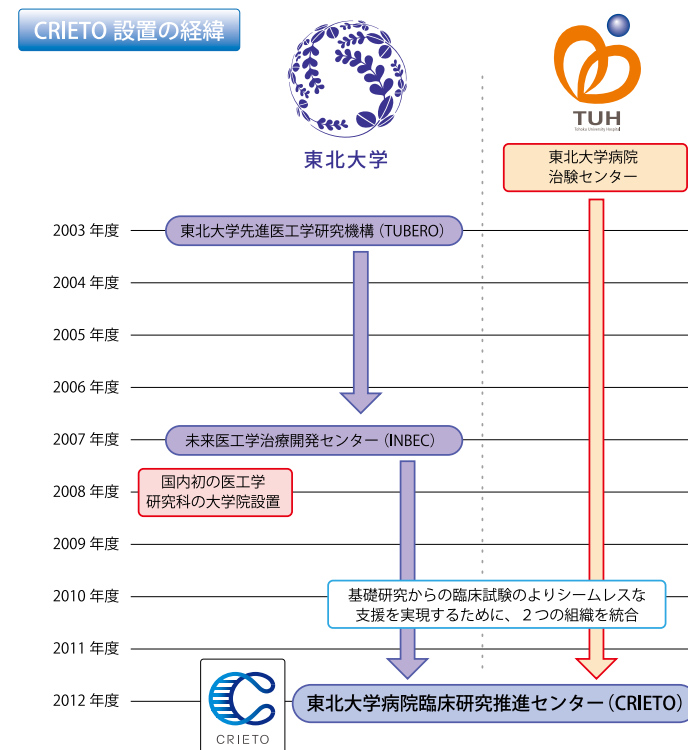 CRIETO 設置の経緯
東北大学
TUH
Tohoku University Hospital
東北大学病院
治験センター
2003 年度
東北大学先進医工学研究機構（TUBERO）
2004 年度
2005 年度
2006 年度
2007 年度
未来医工学治療開発センター（INBEC）
2008 年度
国内初の医工学
研究科の大学院設置
2009 年度
2010 年度
基礎研究からの臨床試験のよりシームレスな
支援を実現するために、２つの組織を統合
2011 年度
2012 年度
CRIETO
東北大学病院臨床研究推進センター（CRIETO）